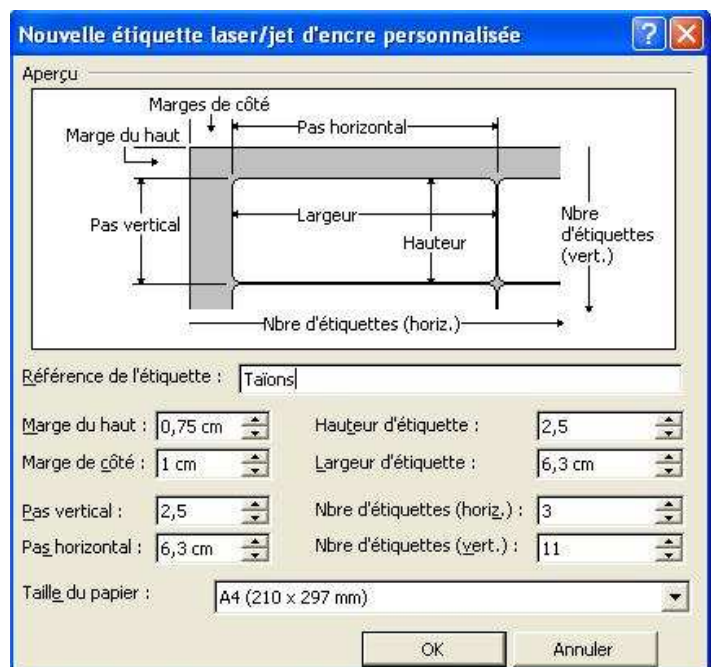 Nouvelle étiquette laser/jet d'encre personnalisée
Aperçu
Marges de côté
Marge du haut
Pas horizontal
Pas vertical
Largeur
Hauteur
Nbre
d'étiquettes
(vert.)
Nbre d'étiquettes (horiz.)
Référence de l'étiquette : Taïons
Marge du haut : 0,75 cm Hauteur d'étiquette : 2,5
Marge de côté : 1 cm Largeur d'étiquette : 6,3 cm
Pas vertical : 2,5 Nbre d'étiquettes (horiz.) : 3
Pas horizontal : 6,3 cm Nbre d'étiquettes (vert.) : 11
Taille du papier : A4 (210 x 297 mm)
OK Annuler